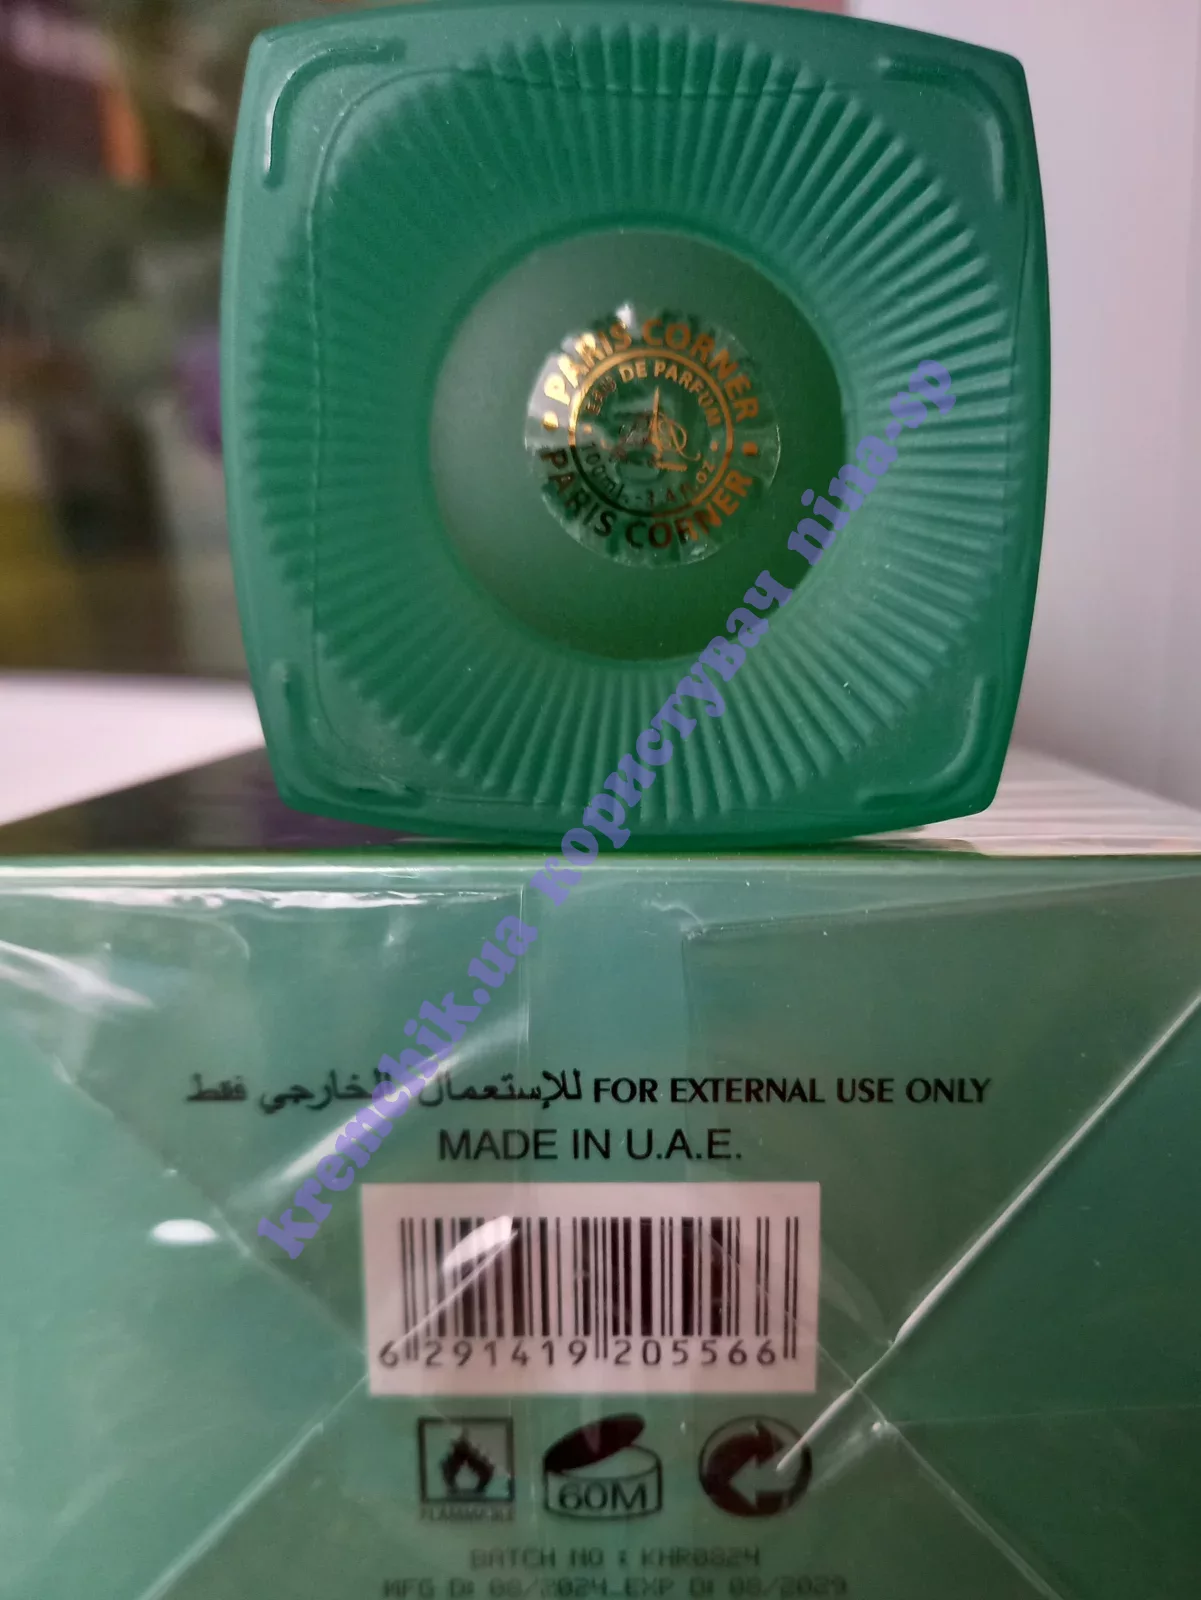 PARIS CORNER
EAU DE PARFUM
100ml. - 3.4 fl.oz
PARIS CORNER
kremchik.ua користувач nina-sp
للإستعمال الخارجي فقط FOR EXTERNAL USE ONLY
MADE IN U.A.E.
6 291419 205566
FLAMMABLE
60M
BATCH NO : KHR0824
MFG D: 08/2024 EXP D: 08/2029